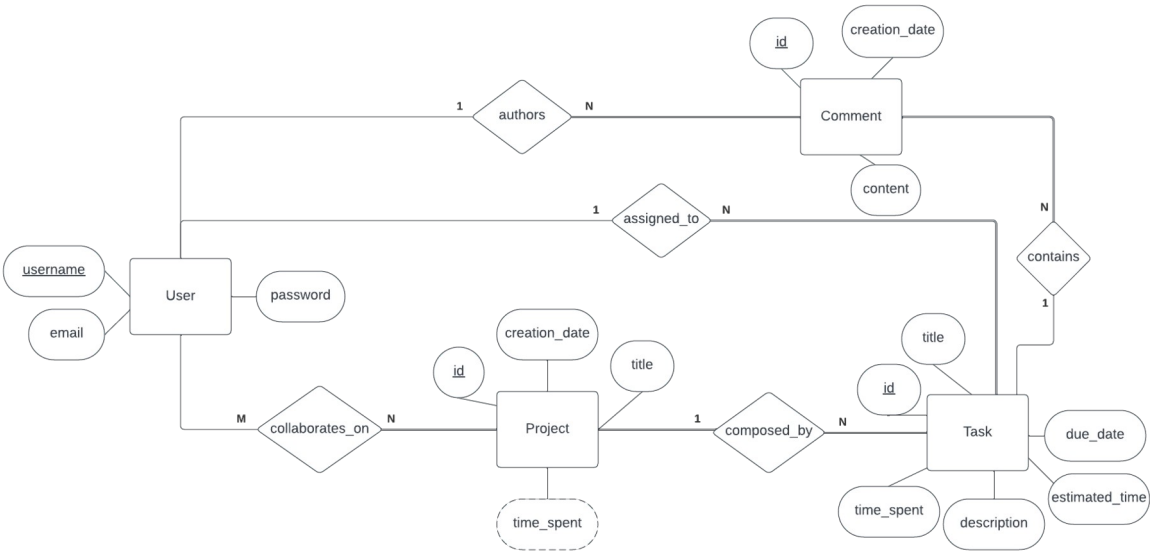 id
creation_date
1
authors
N
Comment
content
1
assigned_to
N
N
contains
1
username
email
User
password
creation_date
id
title
M
collaborates_on
N
Project
1
composed_by
N
time_spent
title
id
Task
due_date
estimated_time
time_spent
description